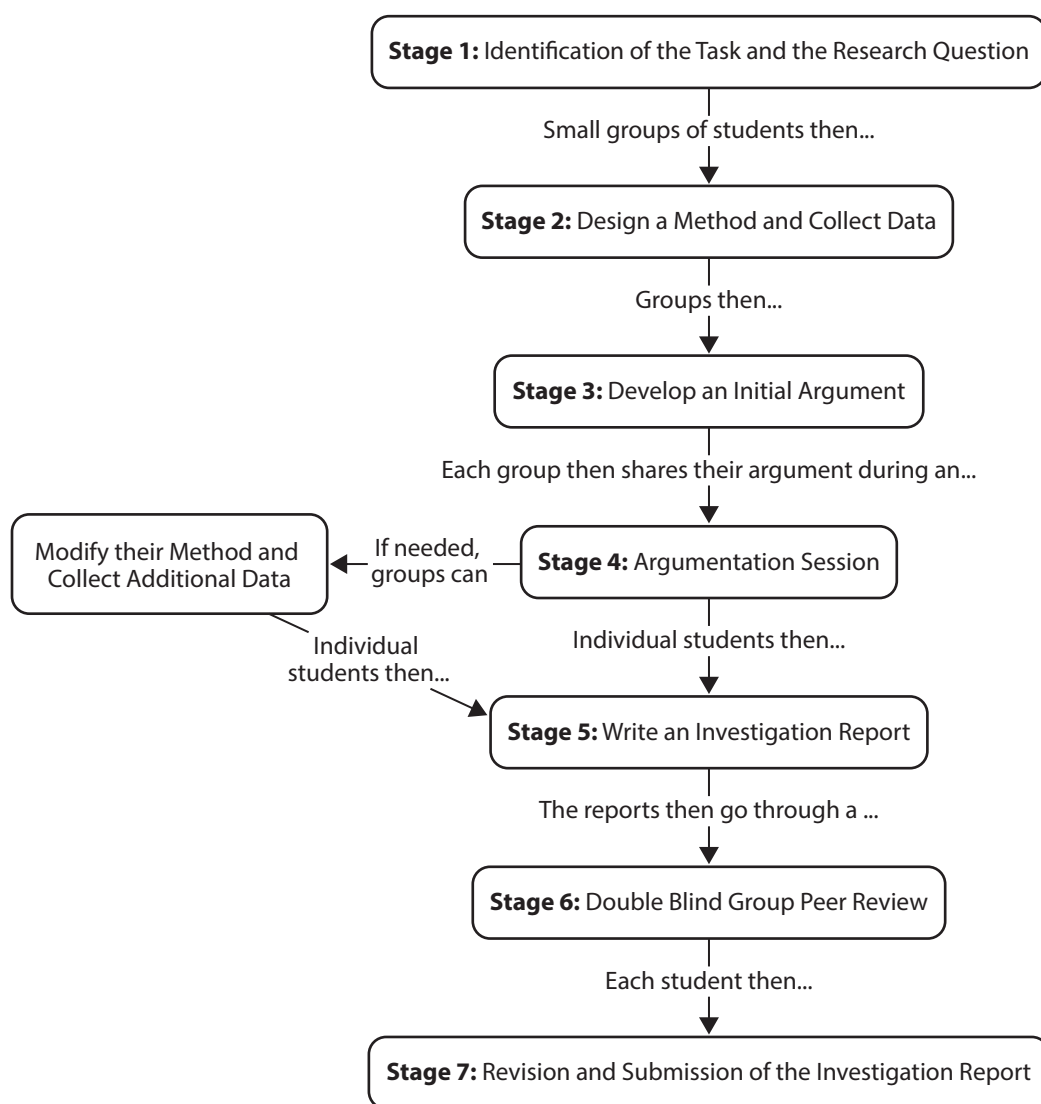 Stage 1: Identification of the Task and the Research Question
Small groups of students then...
Stage 2: Design a Method and Collect Data
Groups then...
Stage 3: Develop an Initial Argument
Each group then shares their argument during an...
Stage 4: Argumentation Session
If needed,
groups can
Modify their Method and
Collect Additional Data
Individual
students then...
Individual students then...
Stage 5: Write an Investigation Report
The reports then go through a ...
Stage 6: Double Blind Group Peer Review
Each student then...
Stage 7: Revision and Submission of the Investigation Report